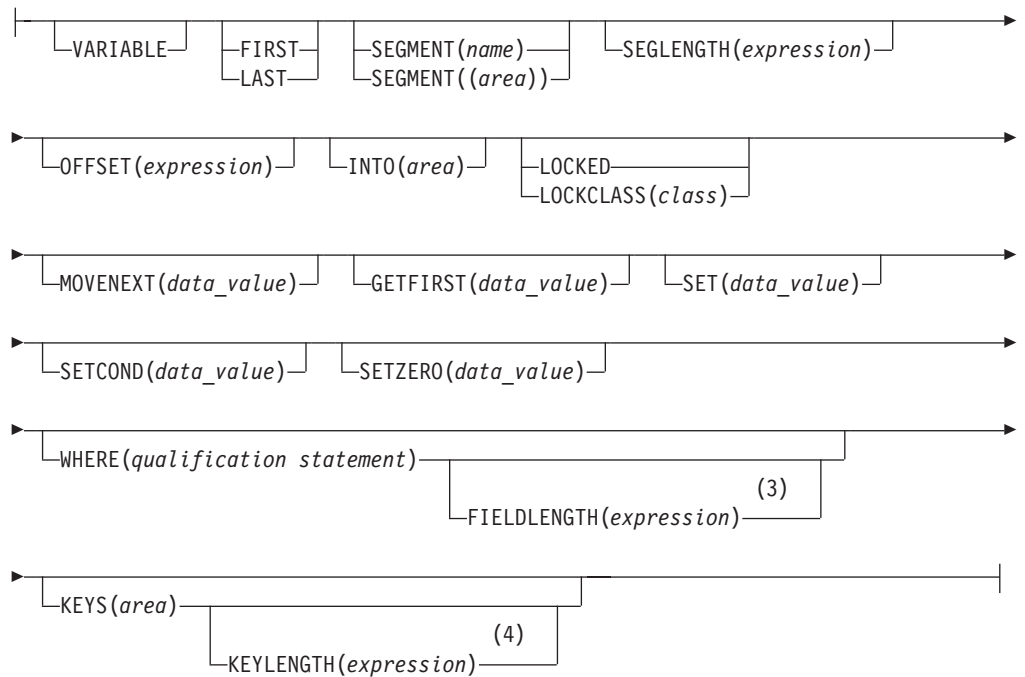 VARIABLE FIRST SEGMENT(name) SEGLENGTH(expression)
LAST SEGMENT((area))
OFFSET(expression) INTO(area) LOCKED
LOCKCLASS(class)
MOVENEXT(data_value) GETFIRST(data_value) SET(data_value)
SETCOND(data_value) SETZERO(data_value)
WHERE(qualification statement)
(3)
FIELDLENGTH(expression)
KEYS(area)
(4)
KEYLENGTH(expression)